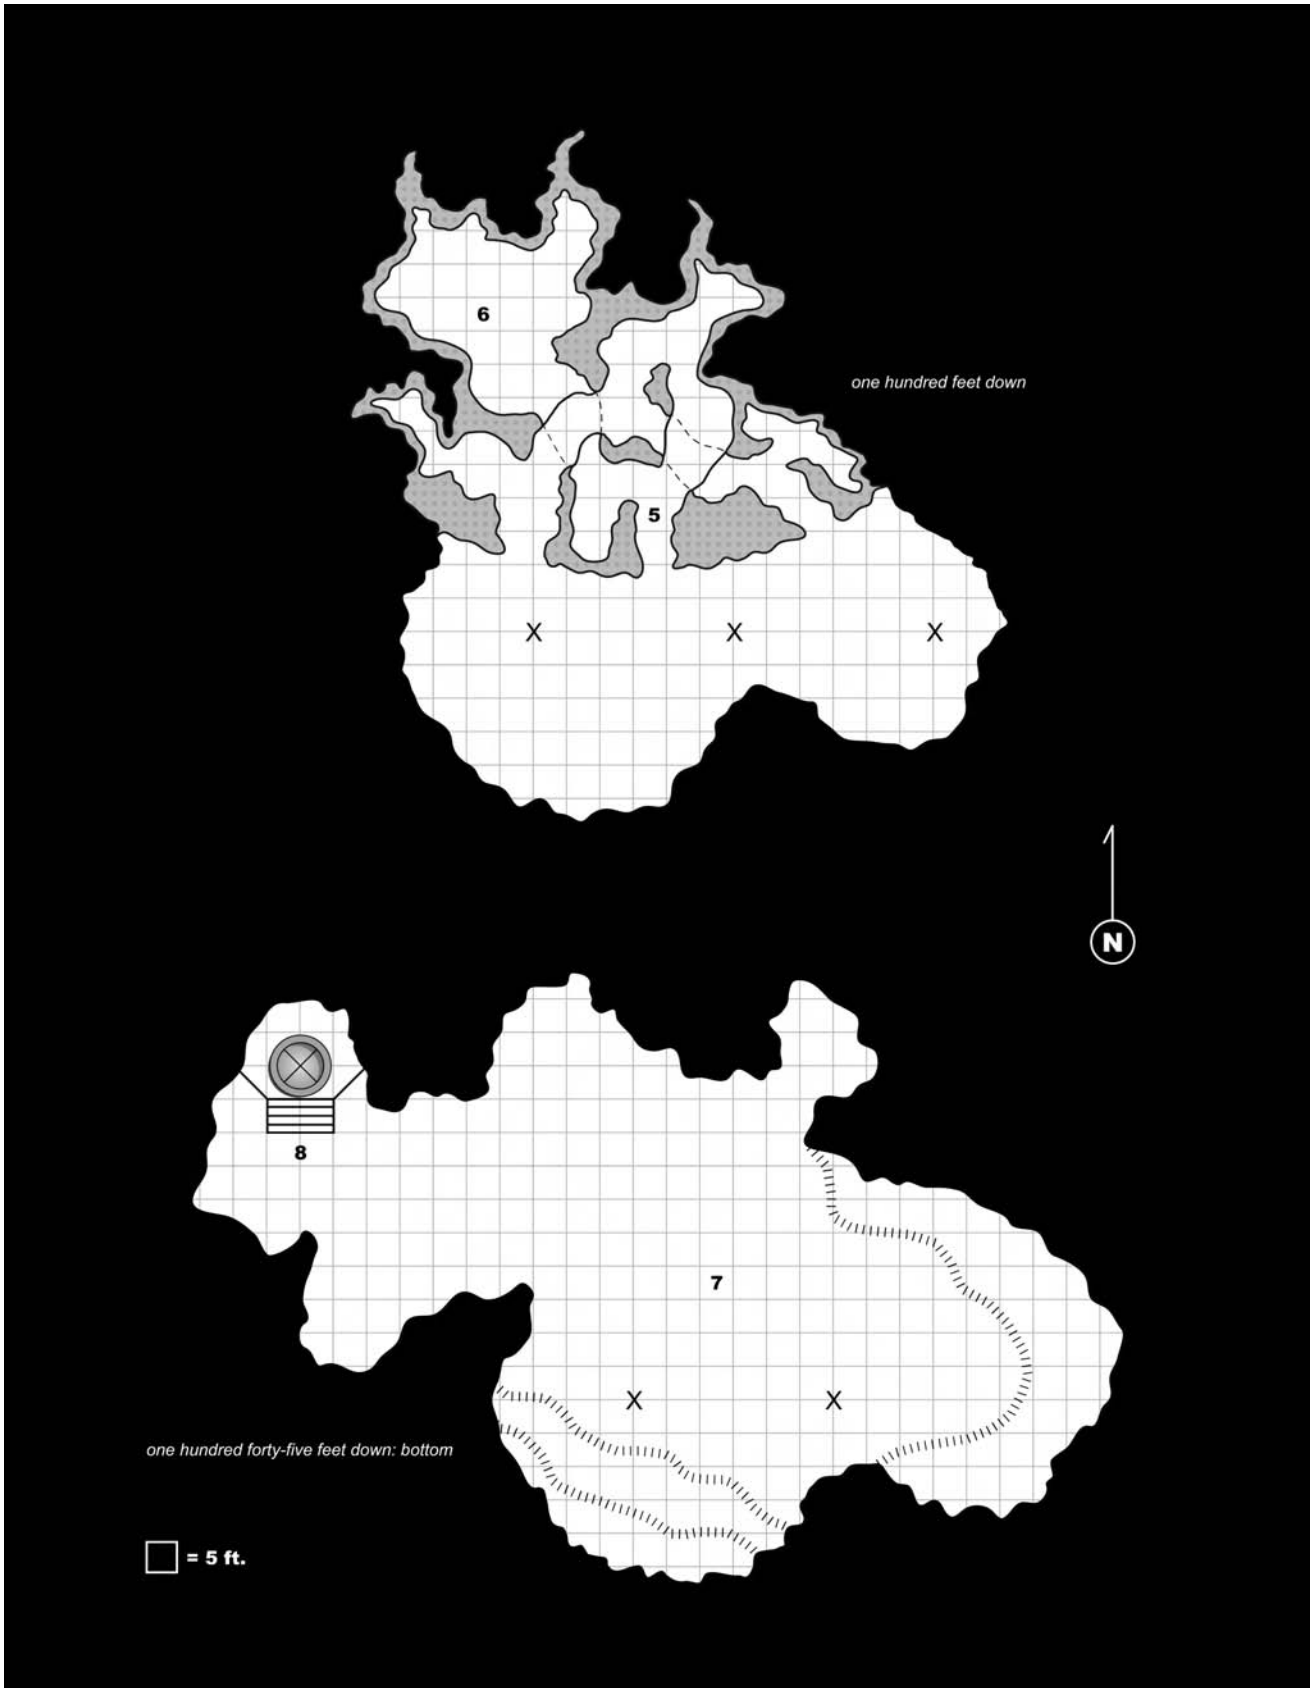 6
one hundred feet down
5
X X X
N
8
7
X X
one hundred forty-five feet down: bottom
= 5 ft.